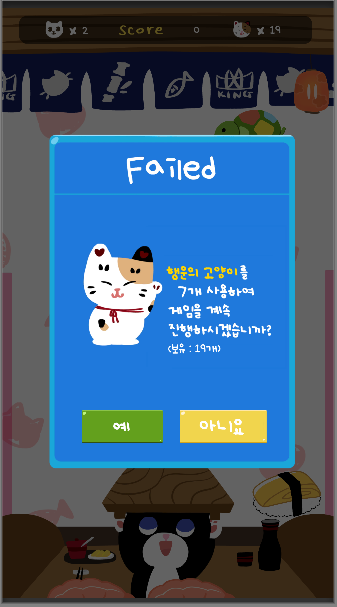 x 2 Score 0 x 19
KING
Failed
행운의 고양이를
7개 사용하여
게임을 계속
진행하시겠습니까?
(보유 : 19개)
예 아니요